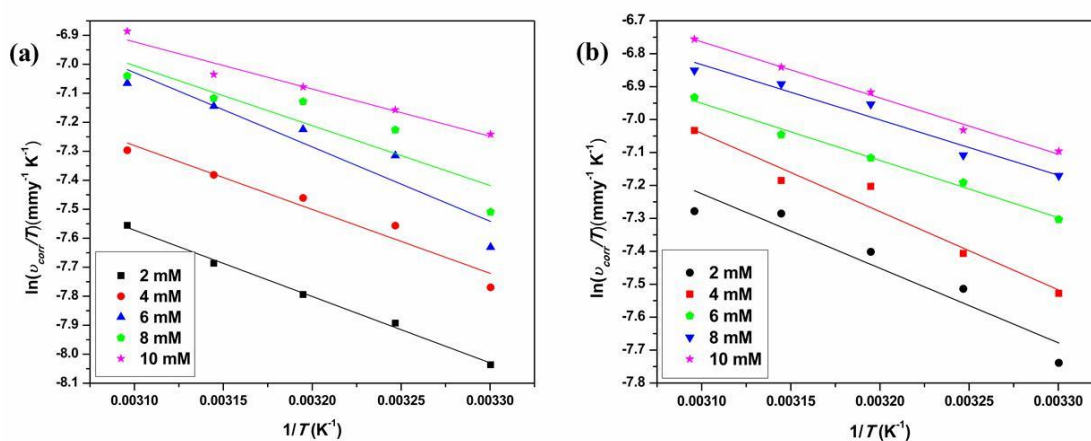 (a)
ln(υcorr/T)(mmy⁻¹ K⁻¹)
-6.9
-7.0
-7.1
-7.2
-7.3
-7.4
-7.5
-7.6
-7.7
-7.8
-7.9
-8.0
-8.1
2 mM
4 mM
6 mM
8 mM
10 mM
0.00310
0.00315
0.00320
0.00325
0.00330
1/T (K⁻¹)
(b)
ln(υcorr/T)(mmy⁻¹ K⁻¹)
-6.7
-6.8
-6.9
-7.0
-7.1
-7.2
-7.3
-7.4
-7.5
-7.6
-7.7
-7.8
2 mM
4 mM
6 mM
8 mM
10 mM
0.00310
0.00315
0.00320
0.00325
0.00330
1/T (K⁻¹)